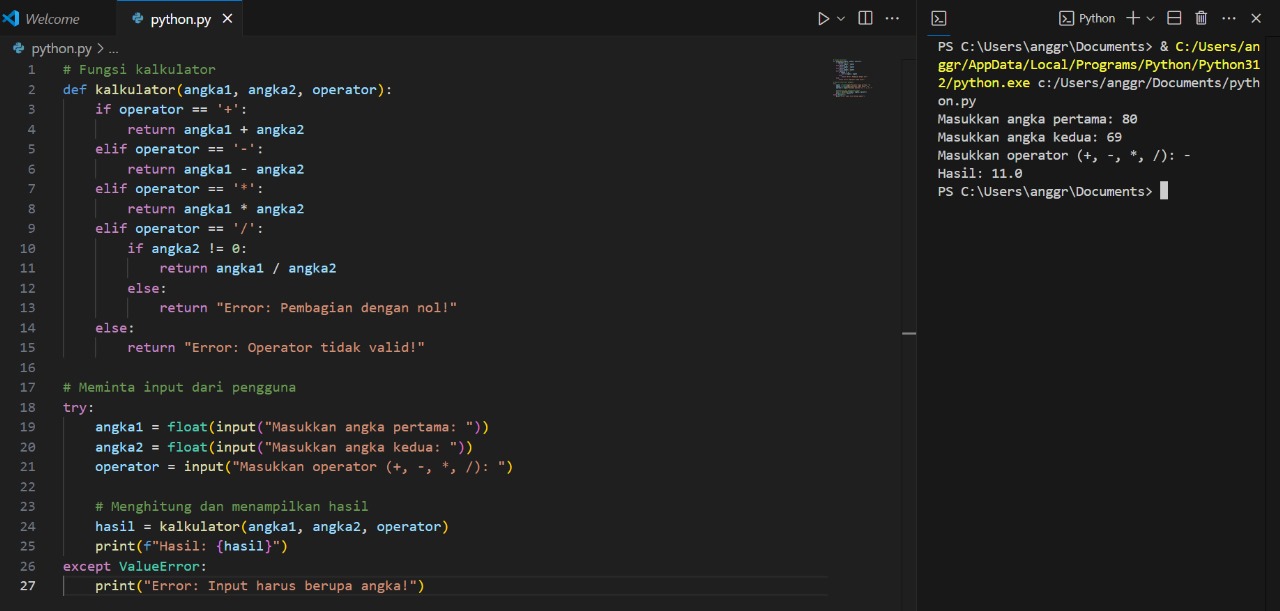 Welcome
python.py
Python
python.py > ...
1 # Fungsi kalkulator
2 def kalkulator(angka1, angka2, operator):
3     if operator == '+':
4         return angka1 + angka2
5     elif operator == '-':
6         return angka1 - angka2
7     elif operator == '*':
8         return angka1 * angka2
9     elif operator == '/':
10         if angka2 != 0:
11             return angka1 / angka2
12         else:
13             return "Error: Pembagian dengan nol!"
14     else:
15         return "Error: Operator tidak valid!"
16
17 # Meminta input dari pengguna
18 try:
19     angka1 = float(input("Masukkan angka pertama: "))
20     angka2 = float(input("Masukkan angka kedua: "))
21     operator = input("Masukkan operator (+, -, *, /): ")
22
23     # Menghitung dan menampilkan hasil
24     hasil = kalkulator(angka1, angka2, operator)
25     print(f"Hasil: {hasil}")
26 except ValueError:
27     print("Error: Input harus berupa angka!")
PS C:\Users\anggr\Documents> & C:/Users/an
ggr/AppData/Local/Programs/Python/Python31
2/python.exe c:/Users/anggr/Documents/pyth
on.py
Masukkan angka pertama: 80
Masukkan angka kedua: 69
Masukkan operator (+, -, *, /): -
Hasil: 11.0
PS C:\Users\anggr\Documents>